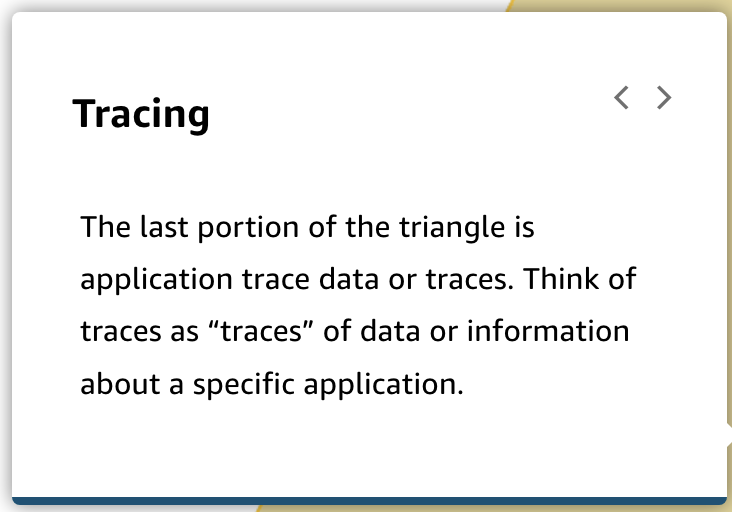 Tracing
The last portion of the triangle is
application trace data or traces. Think of
traces as “traces” of data or information
about a specific application.